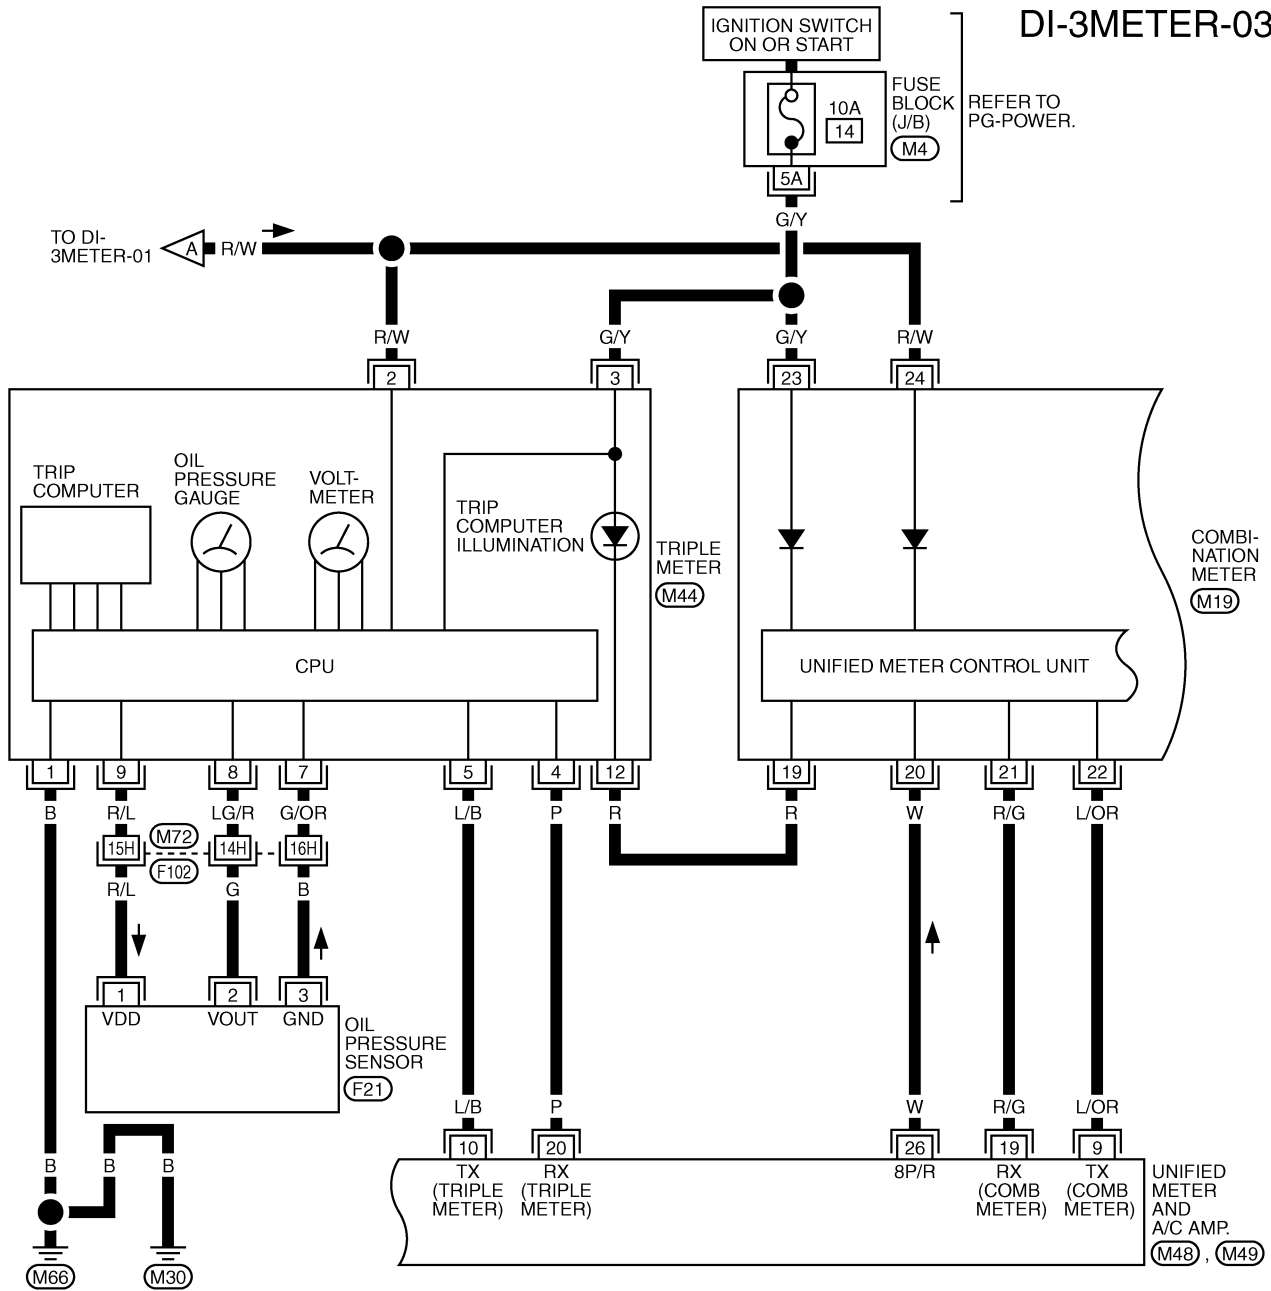 DI-3METER-03
IGNITION SWITCH
ON OR START
FUSE
BLOCK
(J/B)
M4
10A
14
REFER TO
PG-POWER.
5A
G/Y
TO DI-
3METER-01
A
R/W
R/W
G/Y
G/Y
R/W
2
3
23
24
TRIP
COMPUTER
OIL
PRESSURE
GAUGE
VOLT-
METER
TRIP
COMPUTER
ILLUMINATION
TRIPLE
METER
M44
COMBI-
NATION
METER
M19
CPU
UNIFIED METER CONTROL UNIT
1
9
8
7
5
4
12
19
20
21
22
B
R/L
LG/R
G/OR
L/B
P
R
R
W
R/G
L/OR
15H
M72
F102
14H
16H
R/L
G
B
1
2
3
VDD
VOUT
GND
OIL
PRESSURE
SENSOR
F21
L/B
P
W
R/G
L/OR
10
20
26
19
9
TX
(TRIPLE
METER)
RX
(TRIPLE
METER)
8P/R
RX
(COMB
METER)
TX
(COMB
METER)
UNIFIED
METER
AND
A/C AMP.
M48 , M49
B
B
B
M66
M30